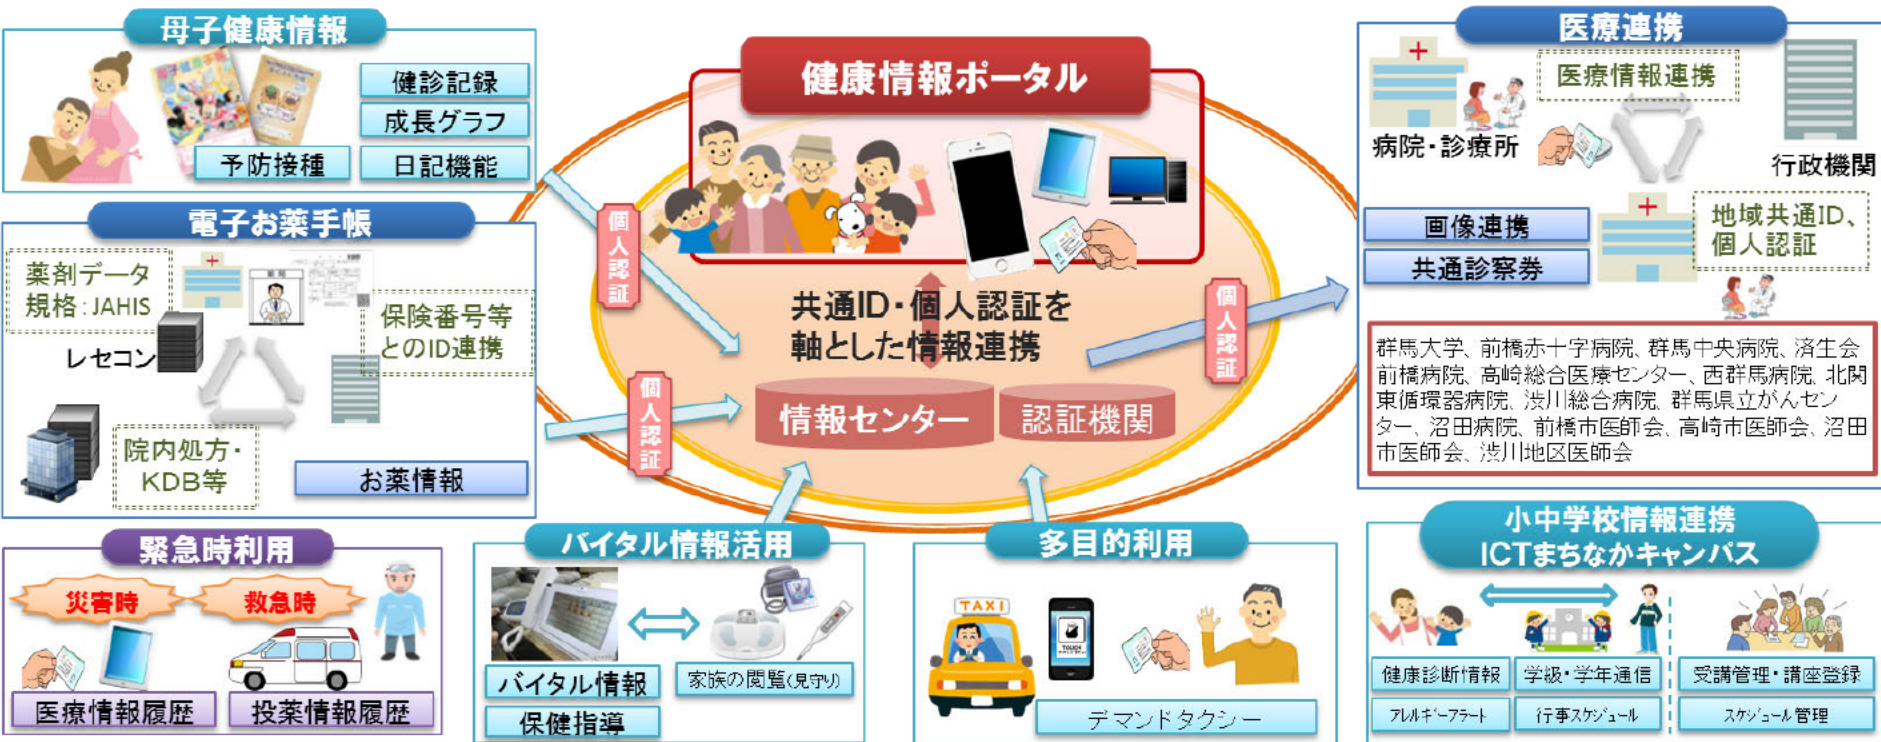 母子健康情報
健診記録
成長グラフ
予防接種
日記機能
電子お薬手帳
薬剤データ
規格：JAHIS
レセコン
保険番号等
とのID連携
院内処方・
KDB等
お薬情報
緊急時利用
災害時
救急時
医療情報履歴
投薬情報履歴
健康情報ポータル
個人認証
個人認証
個人認証
共通ID・個人認証を
軸とした情報連携
情報センター
認証機関
バイタル情報活用
バイタル情報
家族の閲覧(見守り)
保健指導
多目的利用
TAXI
TOUCH
デマンドタクシー
医療連携
医療情報連携
病院・診療所
行政機関
画像連携
共通診察券
地域共通ID、
個人認証
群馬大学、前橋赤十字病院、群馬中央病院、済生会
前橋病院、高崎総合医療センター、西群馬病院、北関
東循環器病院、渋川総合病院、群馬県立がんセン
ター、沼田病院、前橋市医師会、高崎市医師会、沼田
市医師会、渋川地区医師会
小中学校情報連携
ICTまちなかキャンパス
健康診断情報
学級・学年通信
受講管理・講座登録
アレルギーアラート
行事スケジュール
スケジュール管理